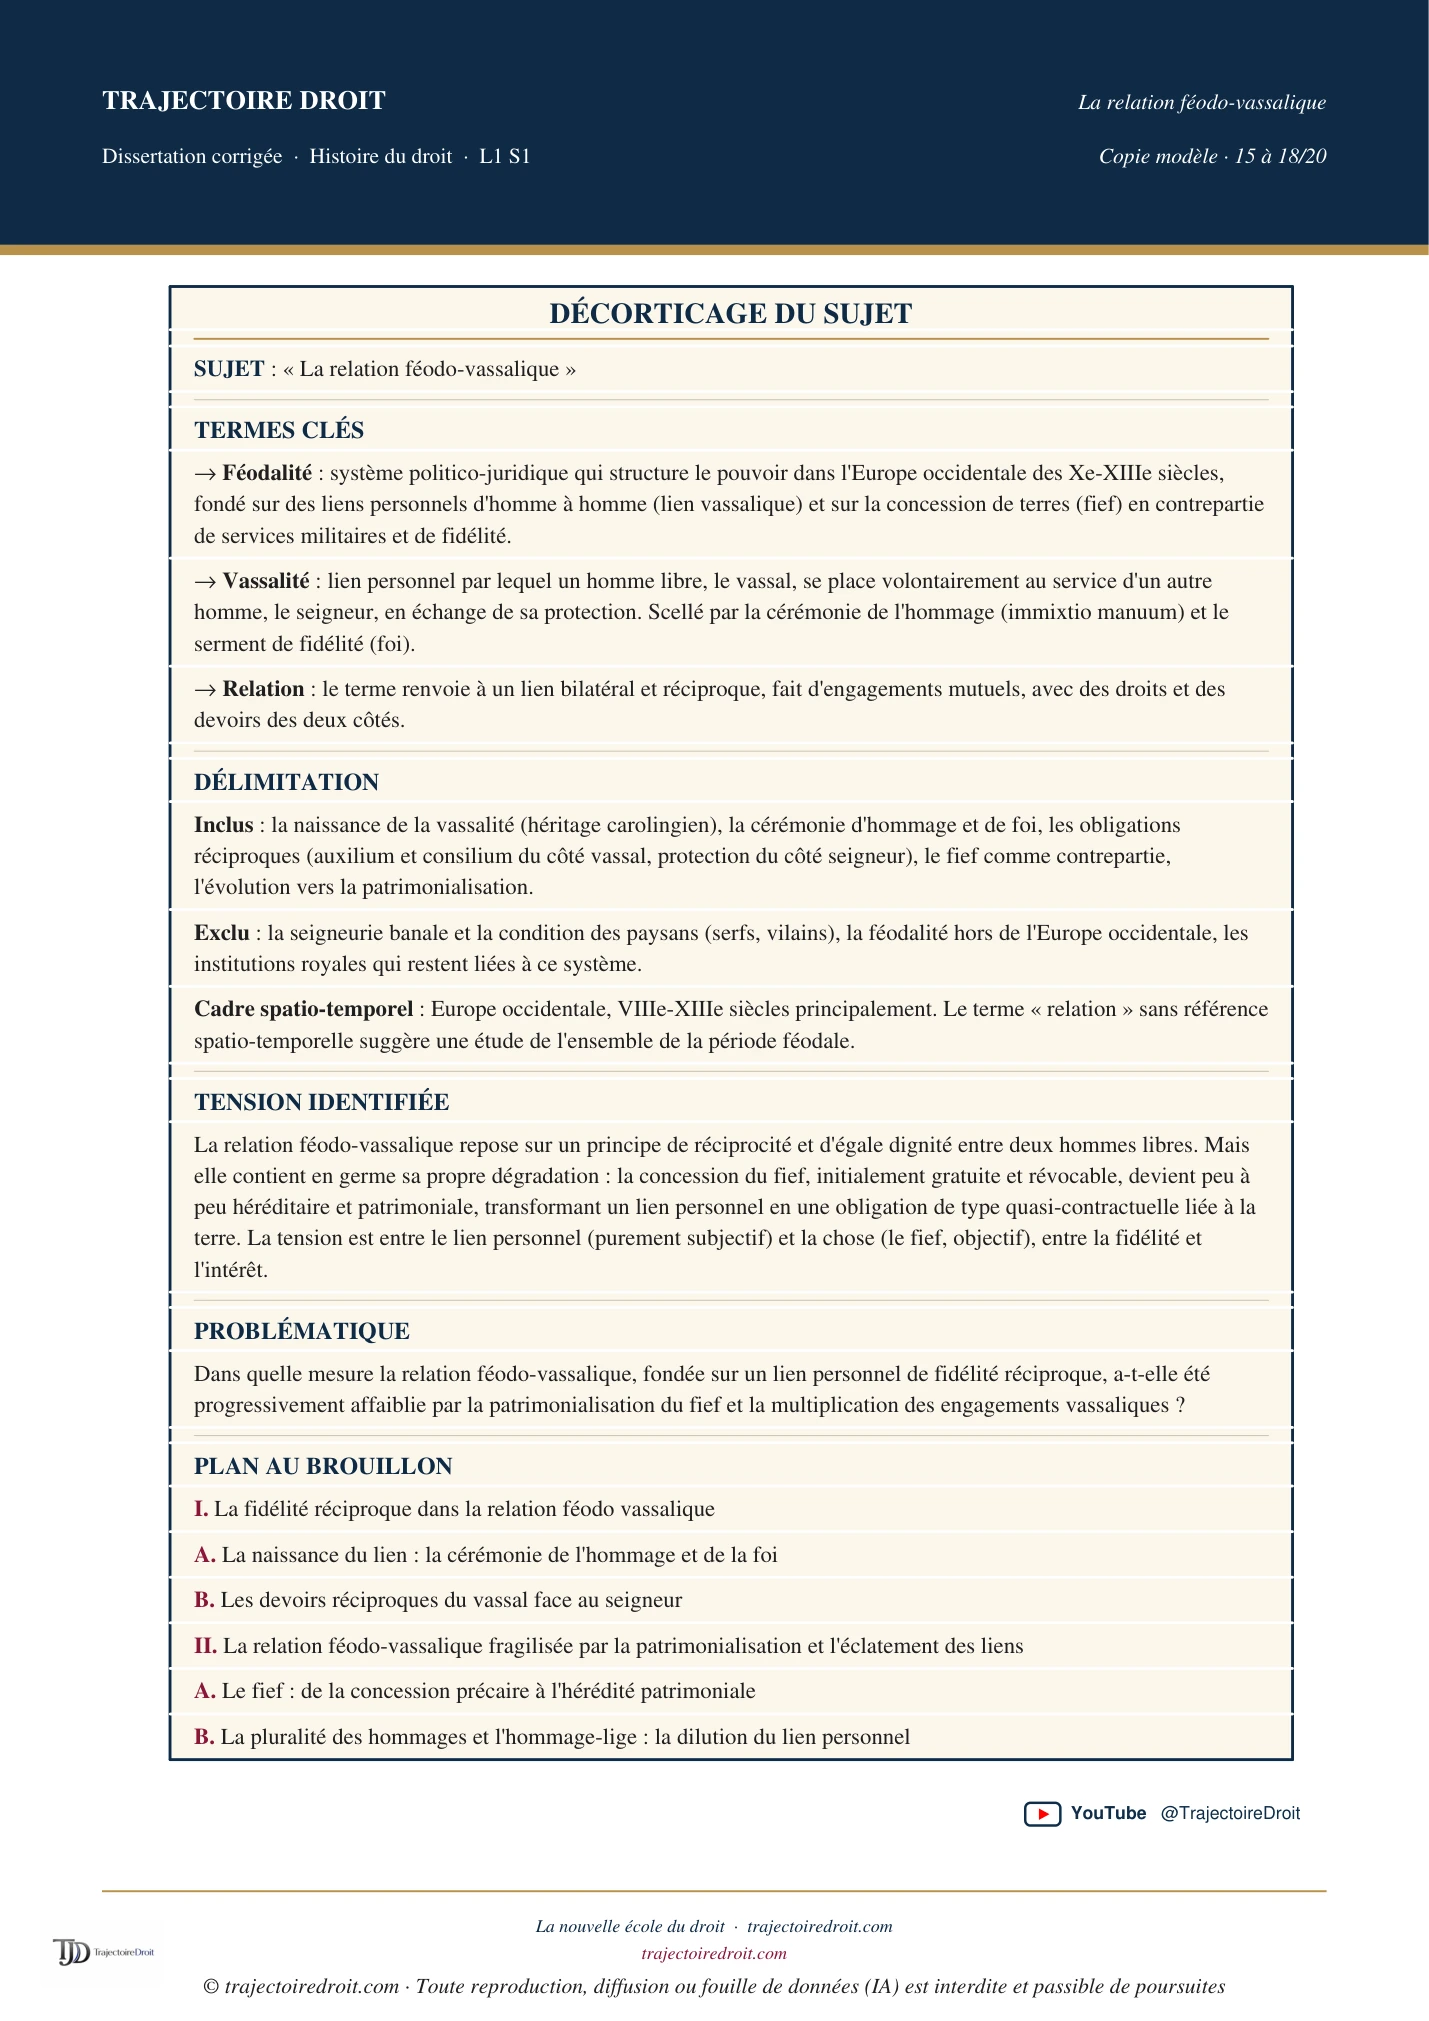 TRAJECTOIRE DROIT
La relation féodo-vassalique
Dissertation corrigée · Histoire du droit · L1 S1
Copie modèle · 15 à 18/20
DÉCORTICAGE DU SUJET
SUJET : « La relation féodo-vassalique »
TERMES CLÉS
→ Féodalité : système politico-juridique qui structure le pouvoir dans l'Europe occidentale des Xe-XIIIe siècles,
fondé sur des liens personnels d'homme à homme (lien vassalique) et sur la concession de terres (fief) en contrepartie
de services militaires et de fidélité.
→ Vassalité : lien personnel par lequel un homme libre, le vassal, se place volontairement au service d'un autre
homme, le seigneur, en échange de sa protection. Scellé par la cérémonie de l'hommage (immixtio manuum) et le
serment de fidélité (foi).
→ Relation : le terme renvoie à un lien bilatéral et réciproque, fait d'engagements mutuels, avec des droits et des
devoirs des deux côtés.
DÉLIMITATION
Inclus : la naissance de la vassalité (héritage carolingien), la cérémonie d'hommage et de foi, les obligations
réciproques (auxilium et consilium du côté vassal, protection du côté seigneur), le fief comme contrepartie,
l'évolution vers la patrimonialisation.
Exclu : la seigneurie banale et la condition des paysans (serfs, vilains), la féodalité hors de l'Europe occidentale, les
institutions royales qui restent liées à ce système.
Cadre spatio-temporel : Europe occidentale, VIIIe-XIIIe siècles principalement. Le terme « relation » sans référence
spatio-temporelle suggère une étude de l'ensemble de la période féodale.
TENSION IDENTIFIÉE
La relation féodo-vassalique repose sur un principe de réciprocité et d'égale dignité entre deux hommes libres. Mais
elle contient en germe sa propre dégradation : la concession du fief, initialement gratuite et révocable, devient peu à
peu héréditaire et patrimoniale, transformant un lien personnel en une obligation de type quasi-contractuelle liée à la
terre. La tension est entre le lien personnel (purement subjectif) et la chose (le fief, objectif), entre la fidélité et
l'intérêt.
PROBLÉMATIQUE
Dans quelle mesure la relation féodo-vassalique, fondée sur un lien personnel de fidélité réciproque, a-t-elle été
progressivement affaiblie par la patrimonialisation du fief et la multiplication des engagements vassaliques ?
PLAN AU BROUILLON
I. La fidélité réciproque dans la relation féodo vassalique
A. La naissance du lien : la cérémonie de l'hommage et de la foi
B. Les devoirs réciproques du vassal face au seigneur
II. La relation féodo-vassalique fragilisée par la patrimonialisation et l'éclatement des liens
A. Le fief : de la concession précaire à l'hérédité patrimoniale
B. La pluralité des hommages et l'hommage-lige : la dilution du lien personnel
YouTube @TrajectoireDroit
La nouvelle école du droit · trajectoiredroit.com
trajectoiredroit.com
TJD TrajectoireDroit
© trajectoiredroit.com · Toute reproduction, diffusion ou fouille de données (IA) est interdite et passible de poursuites